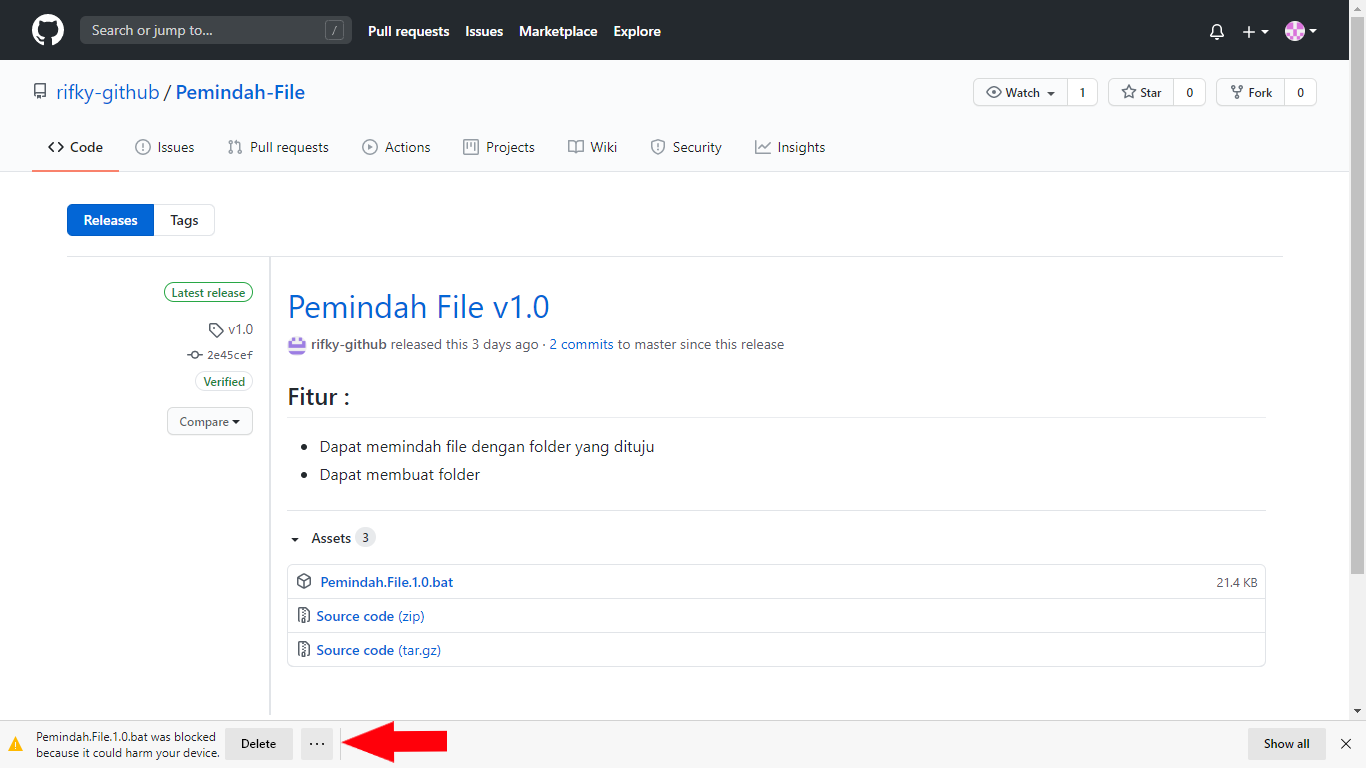 Search or jump to... /
Pull requests Issues Marketplace Explore
rifky-github / Pemindah-File
Watch 1 Star 0 Fork 0
Code Issues Pull requests Actions Projects Wiki Security Insights
Releases Tags
Latest release
v1.0
2e45cef
Verified
Compare
Pemindah File v1.0
rifky-github released this 3 days ago · 2 commits to master since this release
Fitur :
• Dapat memindah file dengan folder yang dituju
• Dapat membuat folder
Assets 3
Pemindah.File.1.0.bat 21.4 KB
Source code (zip)
Source code (tar.gz)
Pemindah.File.1.0.bat was blocked
because it could harm your device.
Delete ... Show all